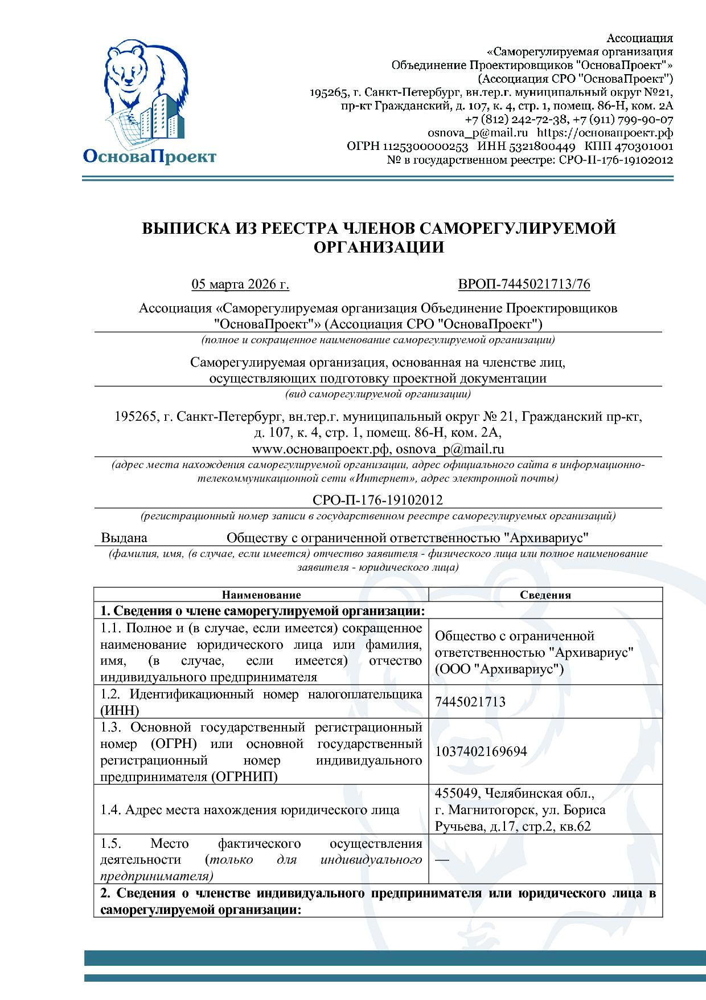 ОсноваПроект
Ассоциация
«Саморегулируемая организация
Объединение Проектировщиков "ОсноваПроект"»
(Ассоциация СРО "ОсноваПроект")
195265, г. Санкт-Петербург, вн.тер.г. муниципальный округ №21,
пр-кт Гражданский, д. 107, к. 4, стр. 1, помещ. 86-Н, ком. 2А
+7 (812) 242-72-38, +7 (911) 799-90-07
osnova_p@mail.ru https://основапроект.рф
ОГРН 1125300000253 ИНН 5321800449 КПП 470301001
№ в государственном реестре: СРО-П-176-19102012
ВЫПИСКА ИЗ РЕЕСТРА ЧЛЕНОВ САМОРЕГУЛИРУЕМОЙ
ОРГАНИЗАЦИИ
05 марта 2026 г. ВРОП-7445021713/76
Ассоциация «Саморегулируемая организация Объединение Проектировщиков
"ОсноваПроект"» (Ассоциация СРО "ОсноваПроект")
(полное и сокращенное наименование саморегулируемой организации)
Саморегулируемая организация, основанная на членстве лиц,
осуществляющих подготовку проектной документации
(вид саморегулируемой организации)
195265, г. Санкт-Петербург, вн.тер.г. муниципальный округ № 21, Гражданский пр-кт,
д. 107, к. 4, стр. 1, помещ. 86-Н, ком. 2А,
www.основапроект.рф, osnova_p@mail.ru
(адрес места нахождения саморегулируемой организации, адрес официального сайта в информационно-
телекоммуникационной сети «Интернет», адрес электронной почты)
СРО-П-176-19102012
(регистрационный номер записи в государственном реестре саморегулируемых организаций)
Выдана Обществу с ограниченной ответственностью "Архивариус"
(фамилия, имя, (в случае, если имеется) отчество заявителя - физического лица или полное наименование
заявителя - юридического лица)
Наименование Сведения
1. Сведения о члене саморегулируемой организации:
1.1. Полное и (в случае, если имеется) сокращенное
наименование юридического лица или фамилия,
имя, (в случае, если имеется) отчество
индивидуального предпринимателя
Общество с ограниченной
ответственностью "Архивариус"
(ООО "Архивариус")
1.2. Идентификационный номер налогоплательщика
(ИНН)
7445021713
1.3. Основной государственный регистрационный
номер (ОГРН) или основной государственный
регистрационный номер индивидуального
предпринимателя (ОГРНИП)
1037402169694
1.4. Адрес места нахождения юридического лица
455049, Челябинская обл.,
г. Магнитогорск, ул. Бориса
Ручьева, д.17, стр.2, кв.62
1.5. Место фактического осуществления
деятельности (только для индивидуального
предпринимателя)
—
2. Сведения о членстве индивидуального предпринимателя или юридического лица в
саморегулируемой организации: